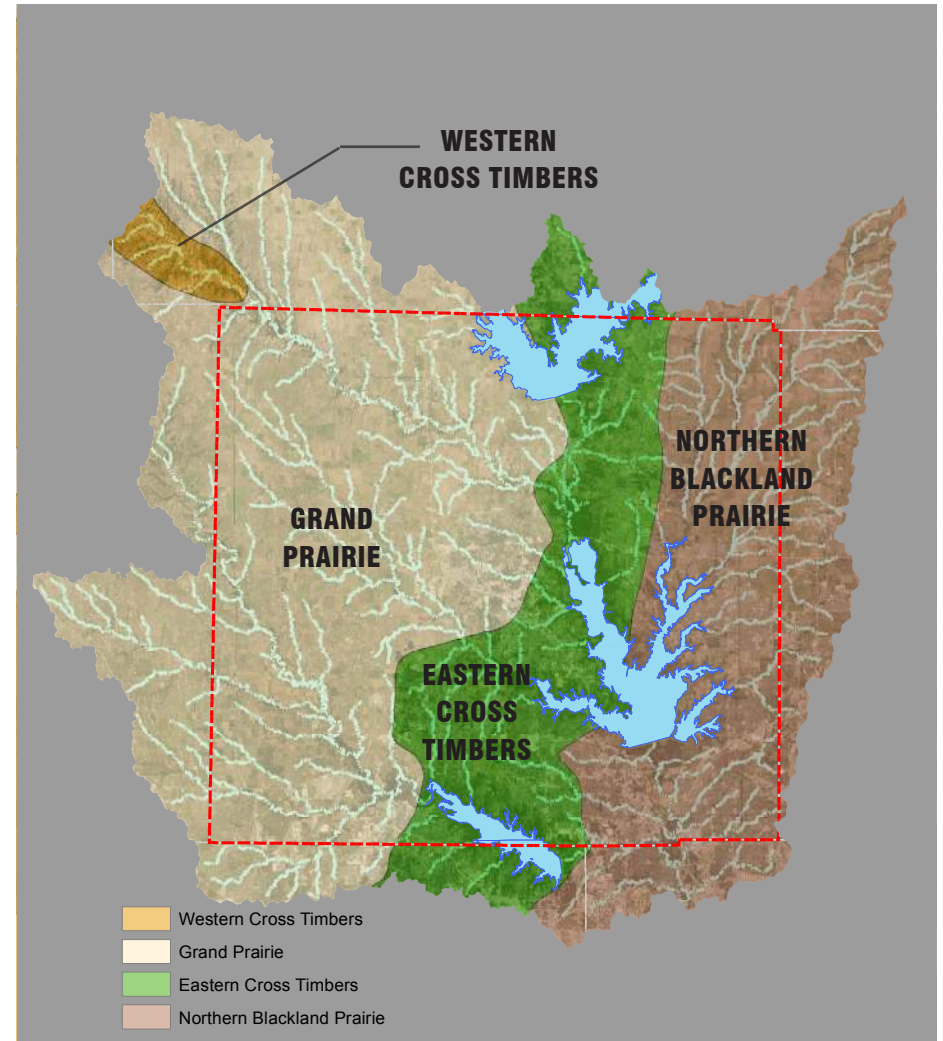 WESTERN
CROSS TIMBERS
NORTHERN
BLACKLAND
PRAIRIE
GRAND
PRAIRIE
EASTERN
CROSS
TIMBERS
Western Cross Timbers
Grand Prairie
Eastern Cross Timbers
Northern Blackland Prairie